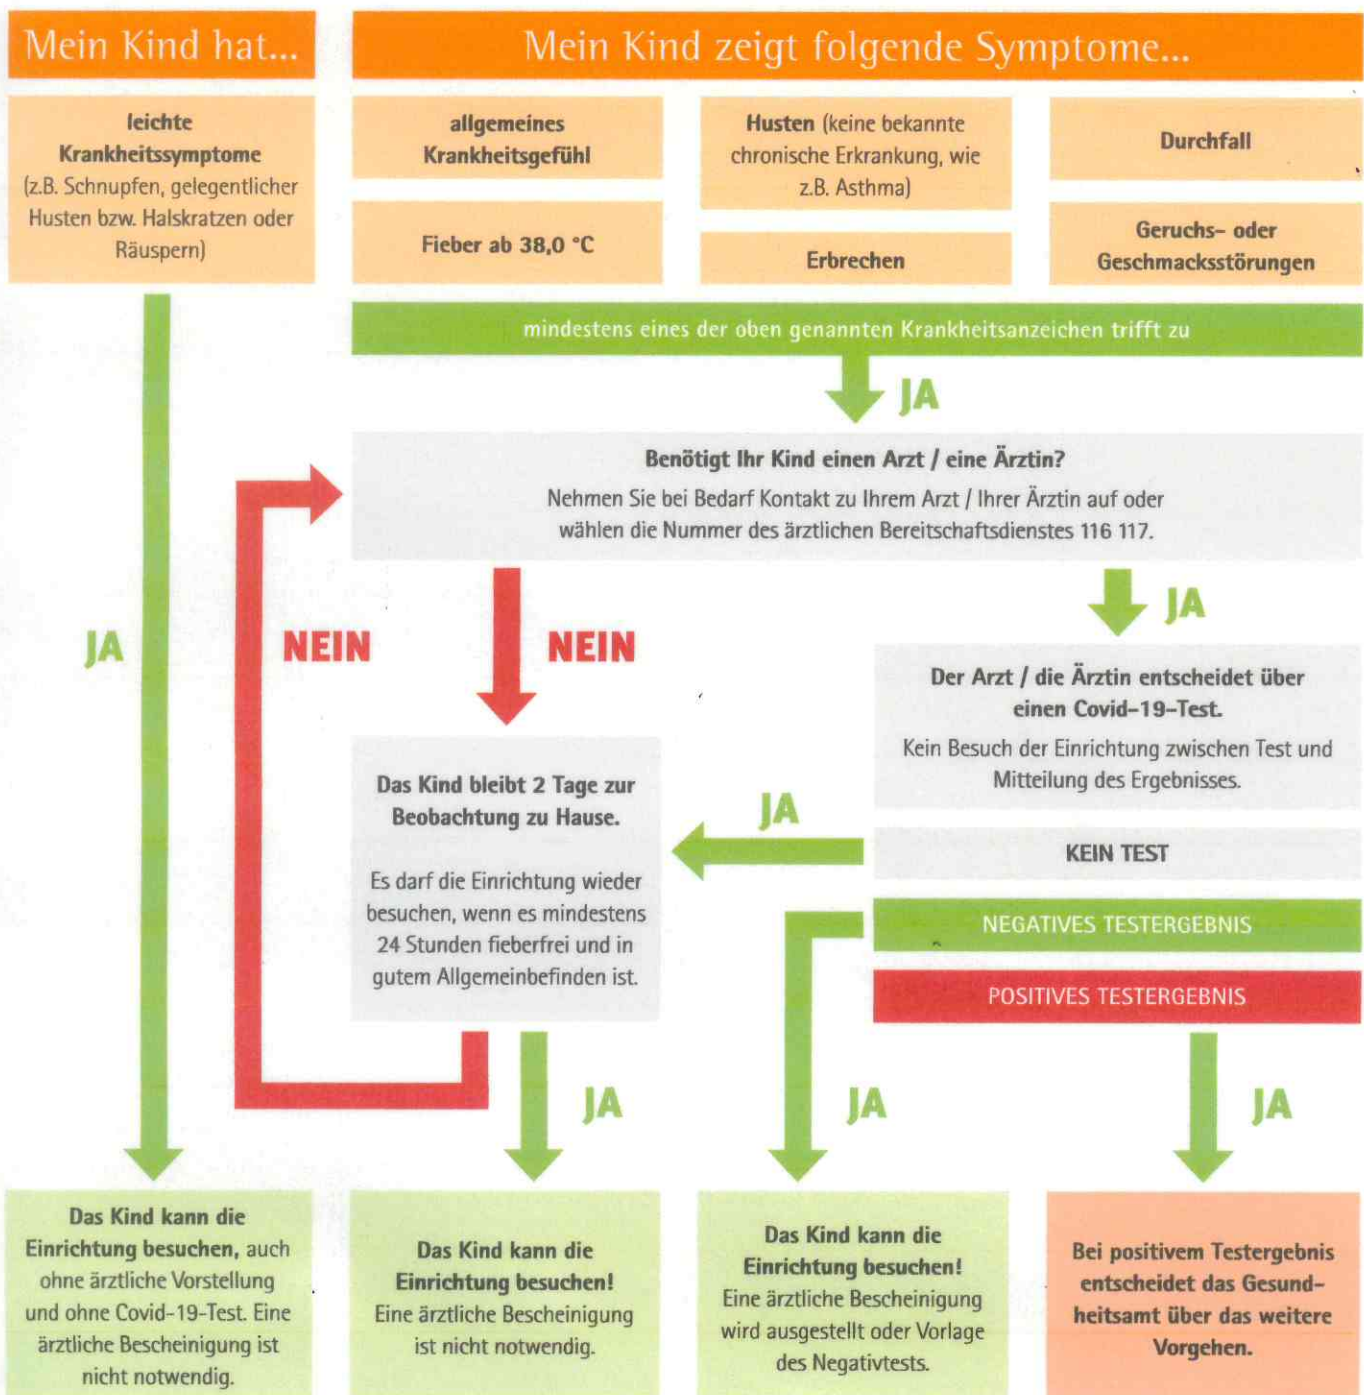 Mein Kind hat...
Mein Kind zeigt folgende Symptome...
leichte
Krankheitssymptome
(z.B. Schnupfen, gelegentlicher
Husten bzw. Halskratzen oder
Räuspern)
allgemeines
Krankheitsgefühl
Husten (keine bekannte
chronische Erkrankung, wie
z.B. Asthma)
Durchfall
Fieber ab 38,0 °C
Erbrechen
Geruchs- oder
Geschmacksstörungen
mindestens eines der oben genannten Krankheitsanzeichen trifft zu
JA
Benötigt Ihr Kind einen Arzt / eine Ärztin?
Nehmen Sie bei Bedarf Kontakt zu Ihrem Arzt / Ihrer Ärztin auf oder
wählen die Nummer des ärztlichen Bereitschaftsdienstes 116 117.
JA
JA
NEIN
NEIN
Der Arzt / die Ärztin entscheidet über
einen Covid-19-Test.
Kein Besuch der Einrichtung zwischen Test und
Mitteilung des Ergebnisses.
Das Kind bleibt 2 Tage zur
Beobachtung zu Hause.
Es darf die Einrichtung wieder
besuchen, wenn es mindestens
24 Stunden fieberfrei und in
gutem Allgemeinbefinden ist.
JA
KEIN TEST
NEGATIVES TESTERGEBNIS
POSITIVES TESTERGEBNIS
JA
JA
JA
Das Kind kann die
Einrichtung besuchen, auch
ohne ärztliche Vorstellung
und ohne Covid-19-Test. Eine
ärztliche Bescheinigung ist
nicht notwendig.
Das Kind kann die
Einrichtung besuchen!
Eine ärztliche Bescheinigung
ist nicht notwendig.
Das Kind kann die
Einrichtung besuchen!
Eine ärztliche Bescheinigung
wird ausgestellt oder Vorlage
des Negativtests.
Bei positivem Testergebnis
entscheidet das Gesund-
heitsamt über das weitere
Vorgehen.